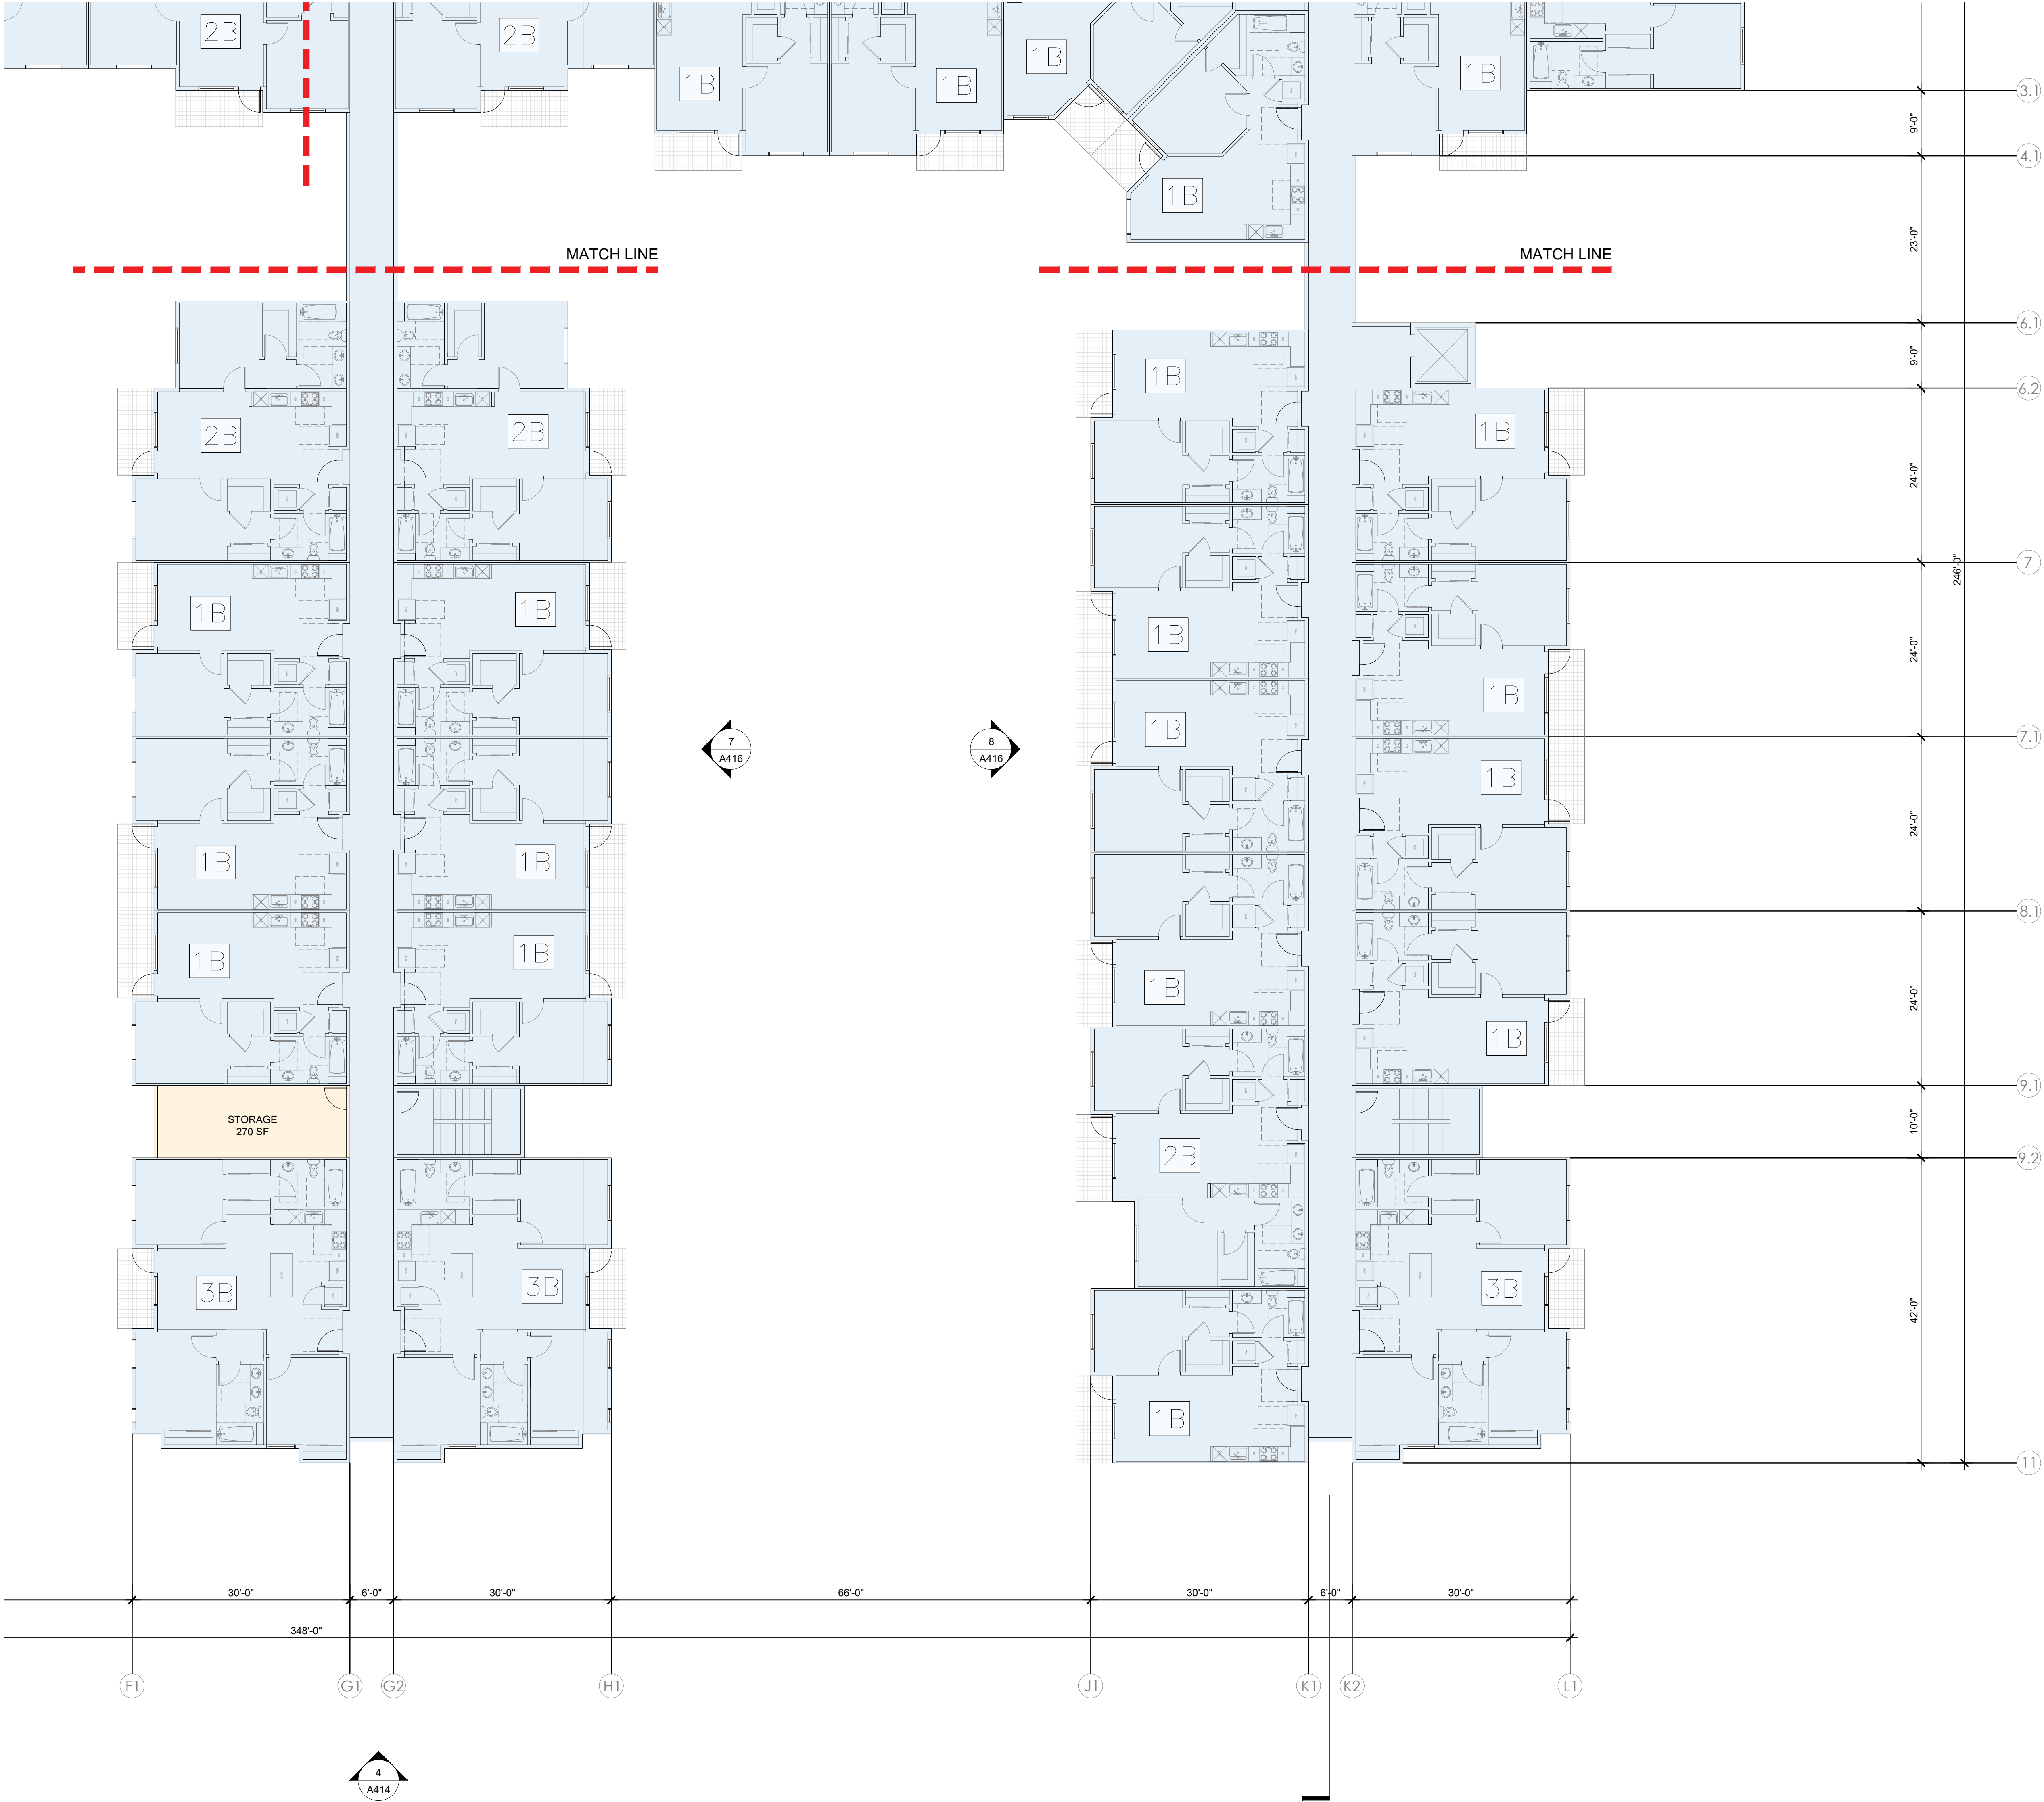 2B
2B
1B
1B
1B
1B
3.1
9'-0"
4.1
1B
23'-0"
MATCH LINE
MATCH LINE
6.1
9'-0"
1B
6.2
2B
2B
1B
24'-0"
7
246'-0"
1B
1B
1B
24'-0"
1B
1B
7.1
7
A416
8
A416
1B
24'-0"
1B
1B
8.1
1B
1B
1B
24'-0"
1B
9.1
STORAGE
270 SF
10'-0"
2B
9.2
3B
3B
3B
42'-0"
1B
11
30'-0"
6'-0"
30'-0"
66'-0"
30'-0"
6'-0"
30'-0"
348'-0"
F1
G1
G2
H1
J1
K1
K2
L1
4
A414